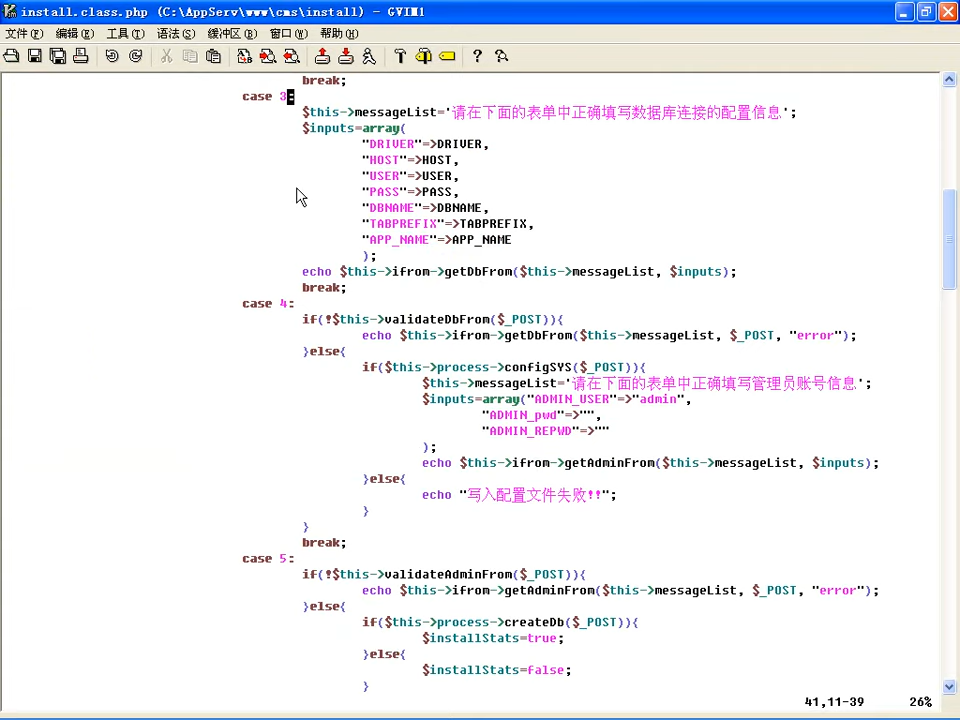 install.class.php (C:\AppServ\www\cms\install) - GVIM1
文件(F) 编辑(E) 工具(T) 语法(S) 缓冲区(B) 窗口(W) 帮助(H)
break;
case 3:
$this->messageList='请在下面的表单中正确填写数据库连接的配置信息';
$inputs=array(
"DRIVER"=>DRIVER,
"HOST"=>HOST,
"USER"=>USER,
"PASS"=>PASS,
"DBNAME"=>DBNAME,
"TABPREFIX"=>TABPREFIX,
"APP_NAME"=>APP_NAME
);
echo $this->ifrom->getDbFrom($this->messageList, $inputs);
break;
case 4:
if(!$this->validateDbFrom($_POST)){
echo $this->ifrom->getDbFrom($this->messageList, $_POST, "error");
}else{
if($this->process->configSYS($_POST)){
$this->messageList='请在下面的表单中正确填写管理员账号信息';
$inputs=array("ADMIN_USER"=>"admin",
"ADMIN_pwd"=>"",
"ADMIN_REPWD"=>""
);
echo $this->ifrom->getAdminFrom($this->messageList, $inputs);
}else{
echo "写入配置文件失败!!";
}
}
break;
case 5:
if(!$this->validateAdminFrom($_POST)){
echo $this->ifrom->getAdminFrom($this->messageList, $_POST, "error");
}else{
if($this->process->createDb($_POST)){
$installStats=true;
}else{
$installStats=false;
}
41,11-39 26%